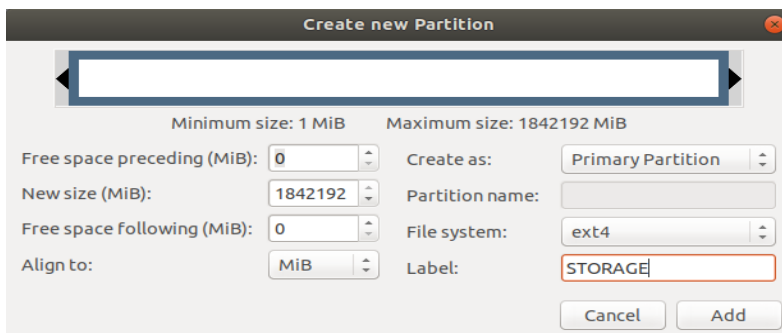 Create new Partition
Minimum size: 1 MiB Maximum size: 1842192 MiB
Free space preceding (MiB): 0 Create as: Primary Partition
New size (MiB): 1842192 Partition name:
Free space following (MiB): 0 File system: ext4
Align to: MiB Label: STORAGE
Cancel Add